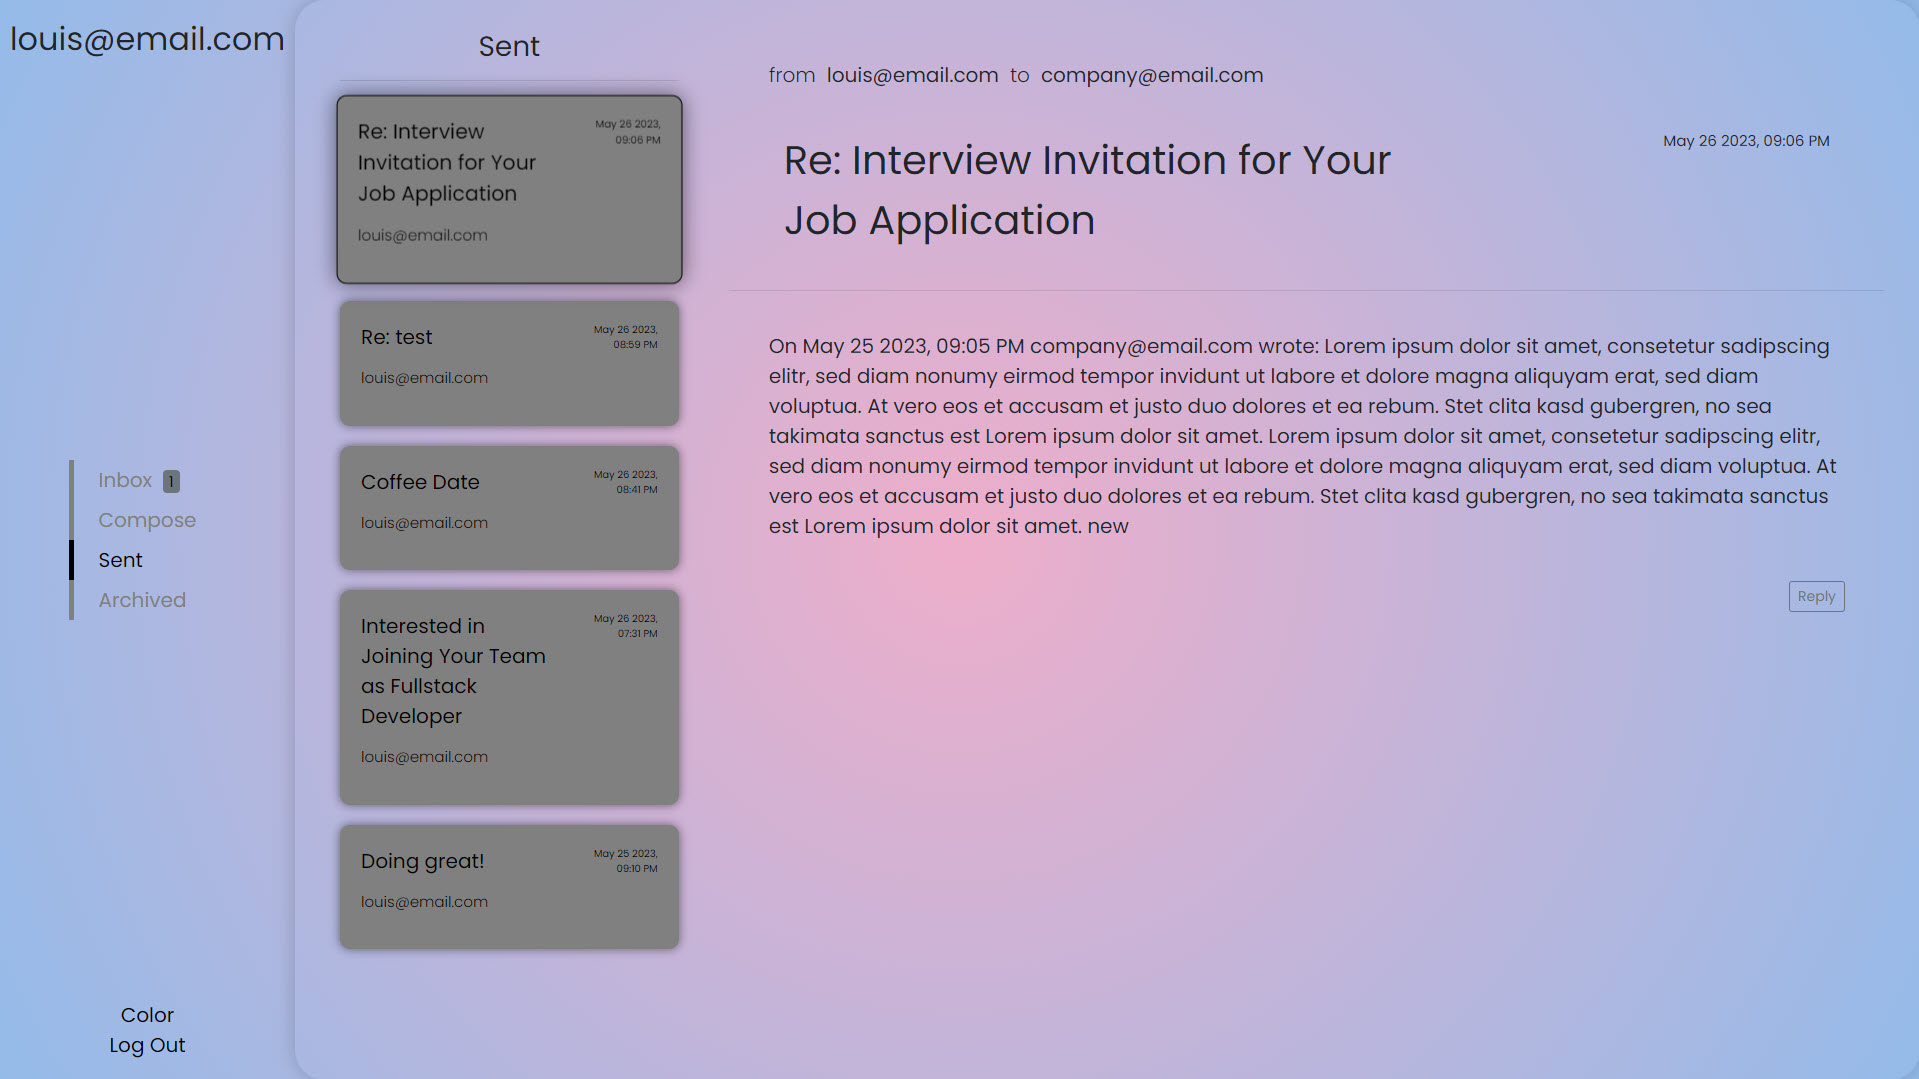 louis@email.com
Inbox 1
Compose
Sent
Archived
Color
Log Out
Sent
Re: Interview
Invitation for Your
Job Application
May 26 2023,
09:06 PM
louis@email.com
Re: test
May 26 2023,
08:59 PM
louis@email.com
Coffee Date
May 26 2023,
08:41 PM
louis@email.com
Interested in
Joining Your Team
as Fullstack
Developer
May 26 2023,
07:31 PM
louis@email.com
Doing great!
May 25 2023,
09:10 PM
louis@email.com
from louis@email.com to company@email.com
Re: Interview Invitation for Your
Job Application
May 26 2023, 09:06 PM
On May 25 2023, 09:05 PM company@email.com wrote: Lorem ipsum dolor sit amet, consetetur sadipscing
elitr, sed diam nonumy eirmod tempor invidunt ut labore et dolore magna aliquyam erat, sed diam
voluptua. At vero eos et accusam et justo duo dolores et ea rebum. Stet clita kasd gubergren, no sea
takimata sanctus est Lorem ipsum dolor sit amet. Lorem ipsum dolor sit amet, consetetur sadipscing elitr,
sed diam nonumy eirmod tempor invidunt ut labore et dolore magna aliquyam erat, sed diam voluptua. At
vero eos et accusam et justo duo dolores et ea rebum. Stet clita kasd gubergren, no sea takimata sanctus
est Lorem ipsum dolor sit amet. new
Reply